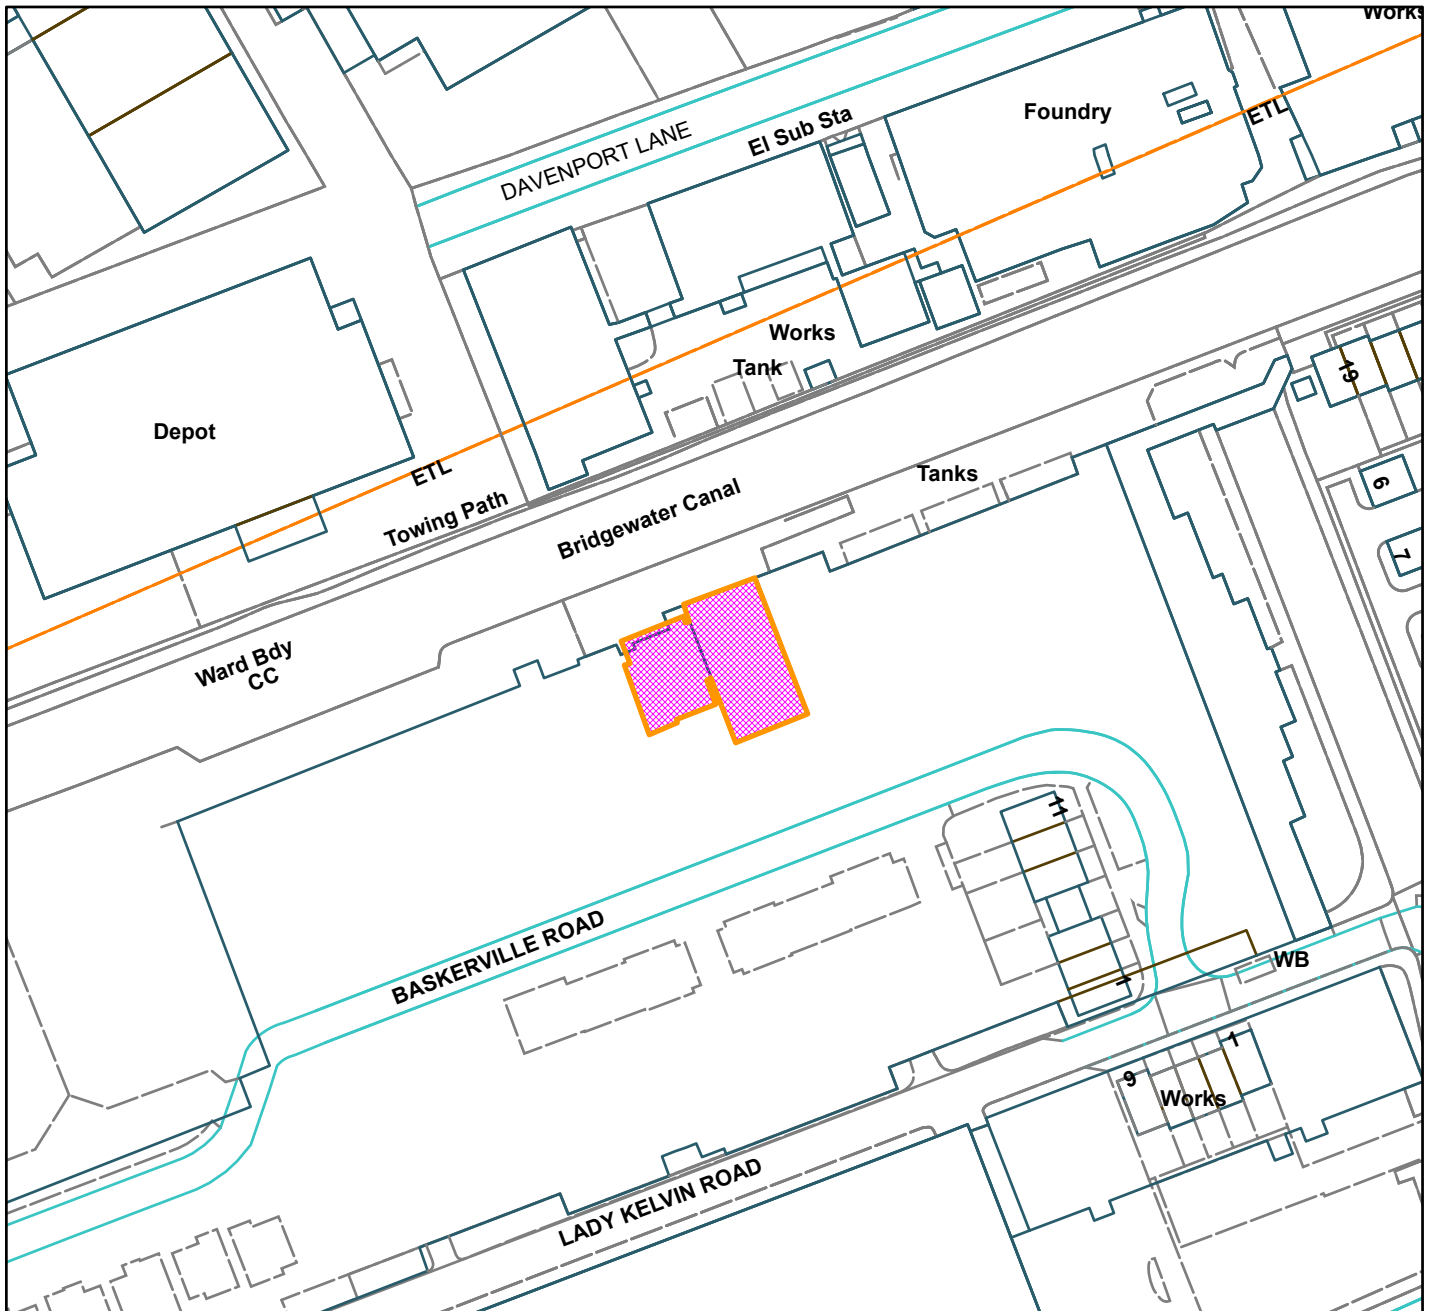 Works
Foundry
ETL
El Sub Sta
DAVENPORT LANE
Works
Tank
19
Depot
ETL
Tanks
6
Towing Path
Bridgewater Canal
7
Ward Bdy
CC
11
BASKERVILLE ROAD
WB
1
1
9
Works
LADY KELVIN ROAD